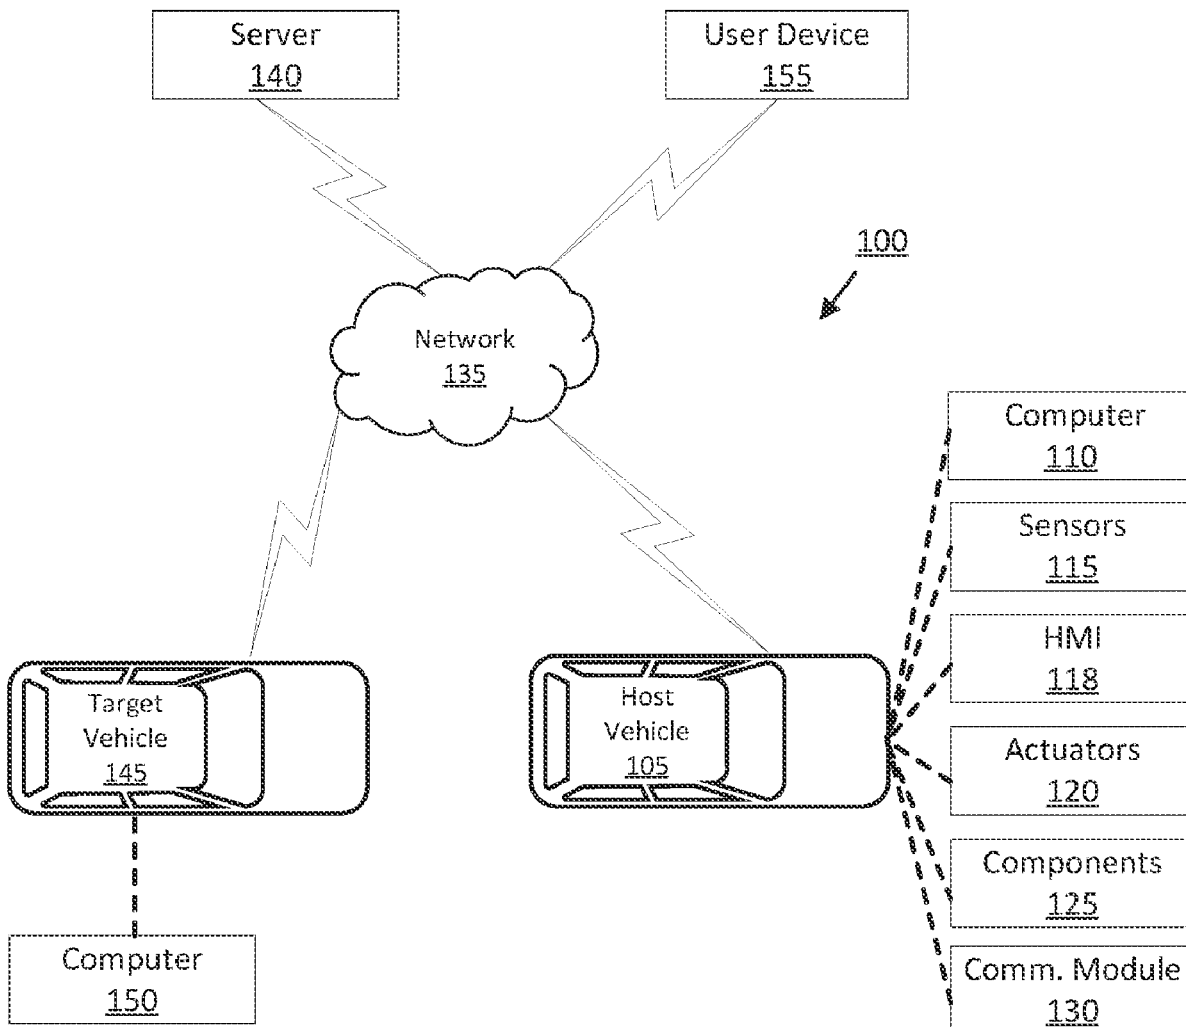 Server
140
User Device
155
100
Network
135
Computer
110
Sensors
115
HMI
118
Actuators
120
Components
125
Comm. Module
130
Target
Vehicle
145
Host
Vehicle
105
Computer
150